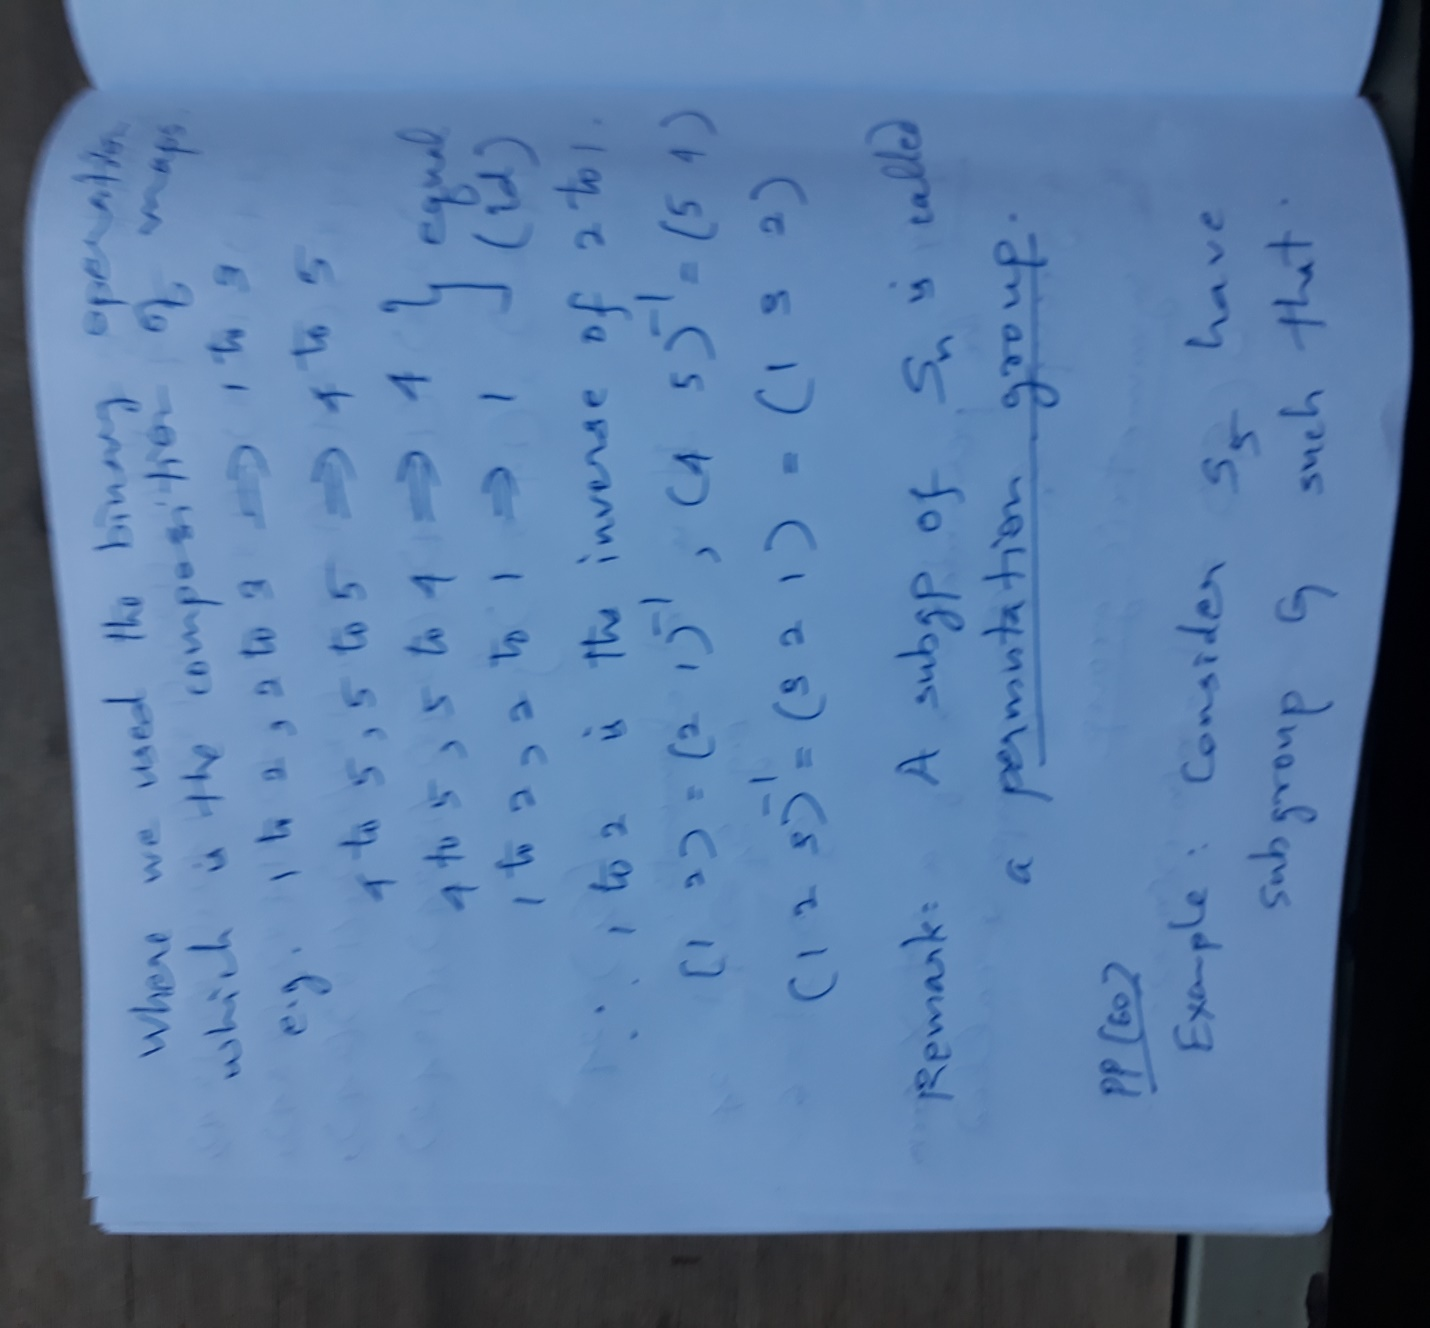 where we used the binary operation
which is the composition of maps.
eg. 1 to 2, 2 to 3 ⇒ 1 to 3
4 to 5, 5 to 5 ⇒ 4 to 5
4 to 5, 5 to 4 ⇒ 4 } equal
1 to 2, 2 to 1 ⇒ 1 } (id)
∴ 1 to 2 is the inverse of 2 to 1.
(1 2) = (2 1)⁻¹, (4 5)⁻¹ = (5 4)
(1 2 3)⁻¹ = (3 2 1) = (1 3 2)
Remark: A subgp of Sₙ is called
a permutation group.
PP (60)
Example: Consider S₅ have
subgroup G such that.